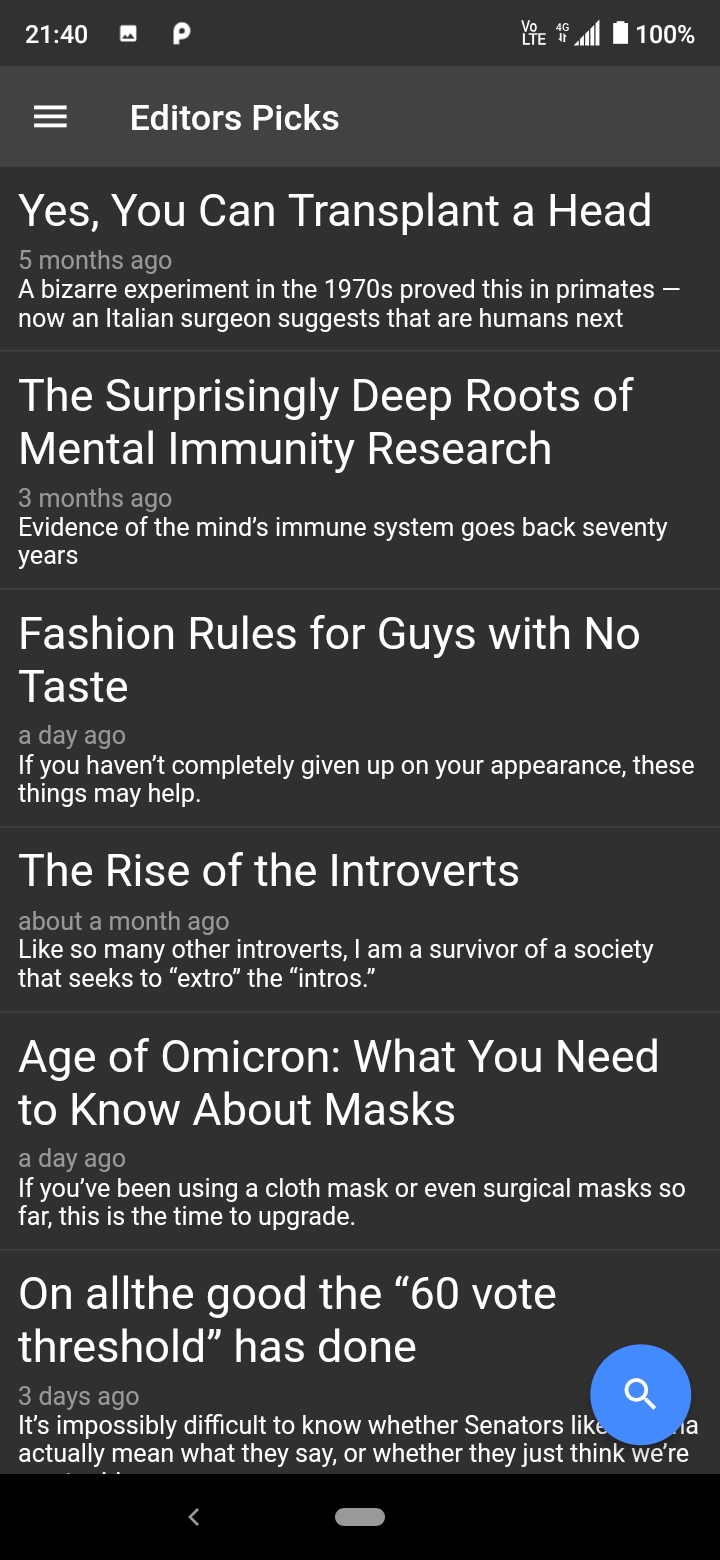 21:40
Vo LTE 4G 100%
Editors Picks
Yes, You Can Transplant a Head
5 months ago
A bizarre experiment in the 1970s proved this in primates —
now an Italian surgeon suggests that are humans next
The Surprisingly Deep Roots of
Mental Immunity Research
3 months ago
Evidence of the mind’s immune system goes back seventy
years
Fashion Rules for Guys with No
Taste
a day ago
If you haven’t completely given up on your appearance, these
things may help.
The Rise of the Introverts
about a month ago
Like so many other introverts, I am a survivor of a society
that seeks to “extro” the “intros.”
Age of Omicron: What You Need
to Know About Masks
a day ago
If you’ve been using a cloth mask or even surgical masks so
far, this is the time to upgrade.
On allthe good the “60 vote
threshold” has done
3 days ago
It’s impossibly difficult to know whether Senators like
actually mean what they say, or whether they just think we’re